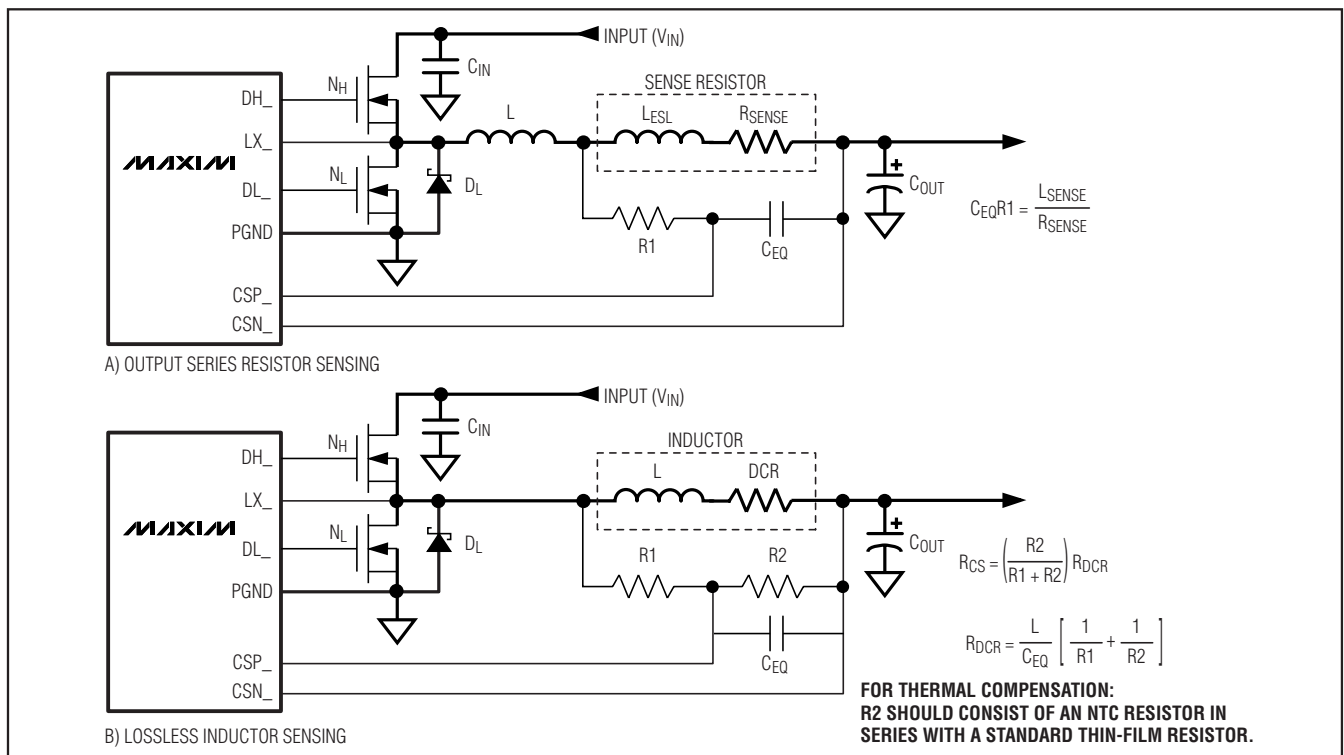 INPUT (VIN)
CIN
NH
SENSE RESISTOR
DH_
L
LESL
RSENSE
LX_
MAXIM
NL
DL
COUT
+
DL_
CEQR1 = LSENSE / RSENSE
PGND
R1
CEQ
CSP_
CSN_
A) OUTPUT SERIES RESISTOR SENSING
INPUT (VIN)
CIN
NH
INDUCTOR
DH_
L
DCR
LX_
MAXIM
NL
DL
R1
R2
COUT
+
DL_
RCS = (R2 / R1 + R2) RDCR
PGND
RDCR = L / CEQ [ 1 / R1 + 1 / R2 ]
CEQ
CSP_
CSN_
FOR THERMAL COMPENSATION:
R2 SHOULD CONSIST OF AN NTC RESISTOR IN
SERIES WITH A STANDARD THIN-FILM RESISTOR.
B) LOSSLESS INDUCTOR SENSING